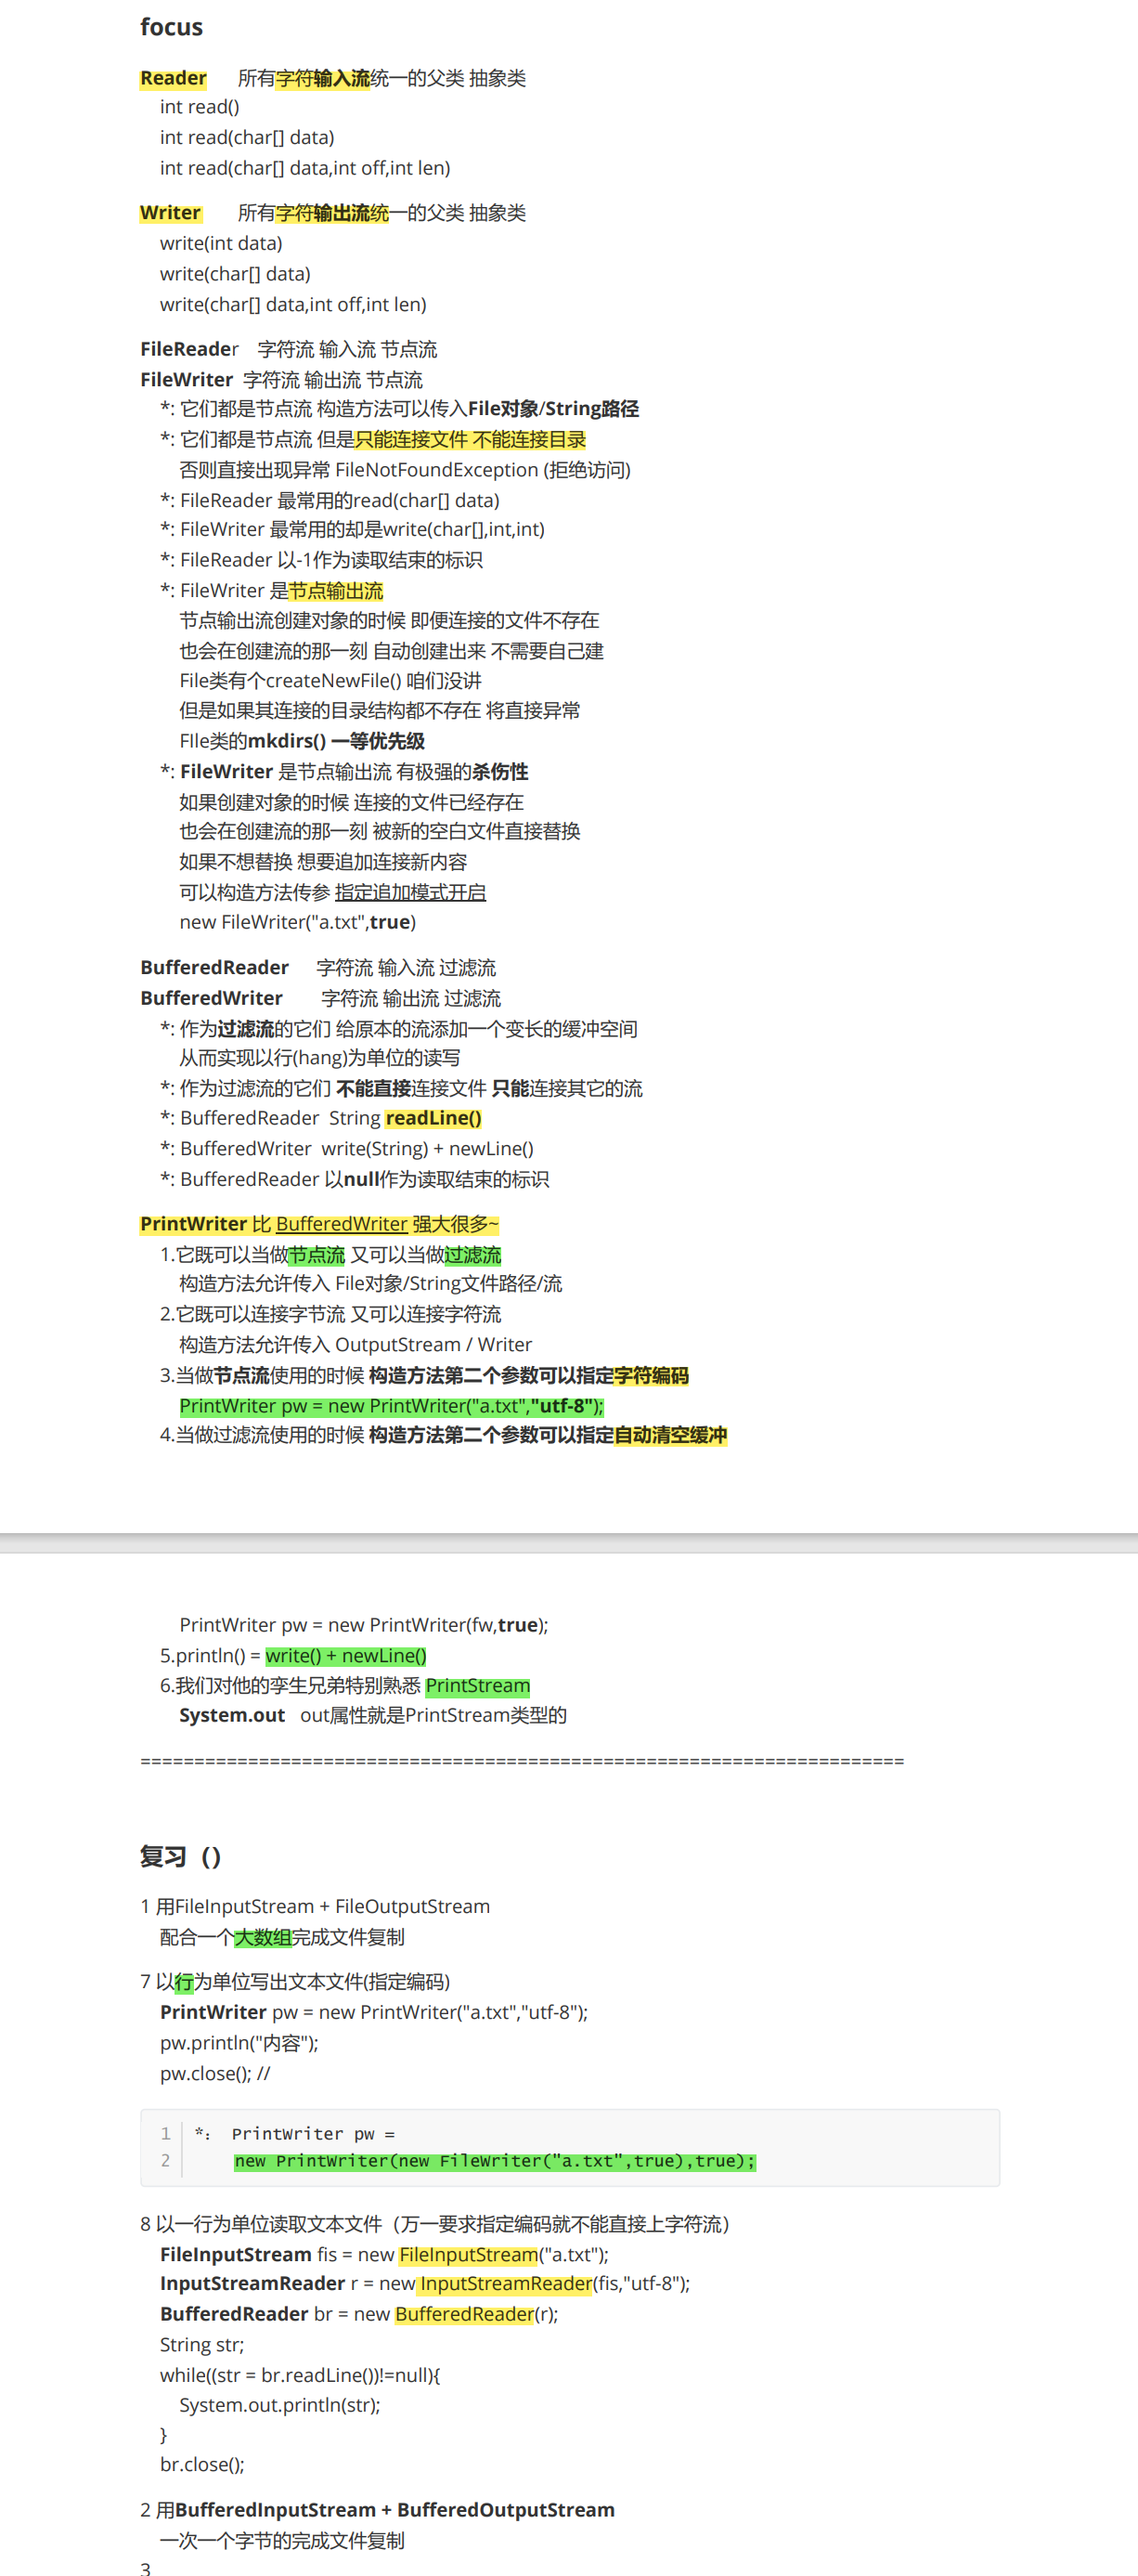 focus
Reader 所有字符输入流统一的父类 抽象类
int read()
int read(char[] data)
int read(char[] data,int off,int len)
Writer 所有字符输出流统一的父类 抽象类
write(int data)
write(char[] data)
write(char[] data,int off,int len)
FileReader 字符流 输入流 节点流
FileWriter 字符流 输出流 节点流
*: 它们都是节点流 构造方法可以传入File对象/String路径
*: 它们都是节点流 但是只能连接文件 不能连接目录
否则直接出现异常 FileNotFoundException (拒绝访问)
*: FileReader 最常用的read(char[] data)
*: FileWriter 最常用的却是write(char[],int,int)
*: FileReader 以-1作为读取结束的标识
*: FileWriter 是节点输出流
节点输出流创建对象的时候 即便连接的文件不存在
也会在创建流的那一刻 自动创建出来 不需要自己建
File类有个createNewFile() 咱们没讲
但是如果其连接的目录结构都不存在 将直接异常
FIle类的mkdirs() 一等优先级
*: FileWriter 是节点输出流 有极强的杀伤性
如果创建对象的时候 连接的文件已经存在
也会在创建流的那一刻 被新的空白文件直接替换
如果不想替换 想要追加连接新内容
可以构造方法传参 指定追加模式开启
new FileWriter("a.txt",true)
BufferedReader 字符流 输入流 过滤流
BufferedWriter 字符流 输出流 过滤流
*: 作为过滤流的它们 给原本的流添加一个变长的缓冲空间
从而实现以行(hang)为单位的读写
*: 作为过滤流的它们 不能直接连接文件 只能连接其它的流
*: BufferedReader String readLine()
*: BufferedWriter write(String) + newLine()
*: BufferedReader 以null作为读取结束的标识
PrintWriter 比 BufferedWriter 强大很多~
1.它既可以当做节点流 又可以当做过滤流
构造方法允许传入 File对象/String文件路径/流
2.它既可以连接字节流 又可以连接字符流
构造方法允许传入 OutputStream / Writer
3.当做节点流使用的时候 构造方法第二个参数可以指定字符编码
PrintWriter pw = new PrintWriter("a.txt","utf-8");
4.当做过滤流使用的时候 构造方法第二个参数可以指定自动清空缓冲
PrintWriter pw = new PrintWriter(fw,true);
5.println() = write() + newLine()
6.我们对他的孪生兄弟特别熟悉 PrintStream
System.out out属性就是PrintStream类型的
=======================================================================
复习（）
1 用FileInputStream + FileOutputStream
配合一个大数组完成文件复制
7 以行为单位写出文本文件(指定编码)
PrintWriter pw = new PrintWriter("a.txt","utf-8");
pw.println("内容");
pw.close(); //
1 *: PrintWriter pw =
2 new PrintWriter(new FileWriter("a.txt",true),true);
8 以一行为单位读取文本文件（万一要求指定编码就不能直接上字符流）
FileInputStream fis = new FileInputStream("a.txt");
InputStreamReader r = new InputStreamReader(fis,"utf-8");
BufferedReader br = new BufferedReader(r);
String str;
while((str = br.readLine())!=null){
System.out.println(str);
}
br.close();
2 用BufferedInputStream + BufferedOutputStream
一次一个字节的完成文件复制
3